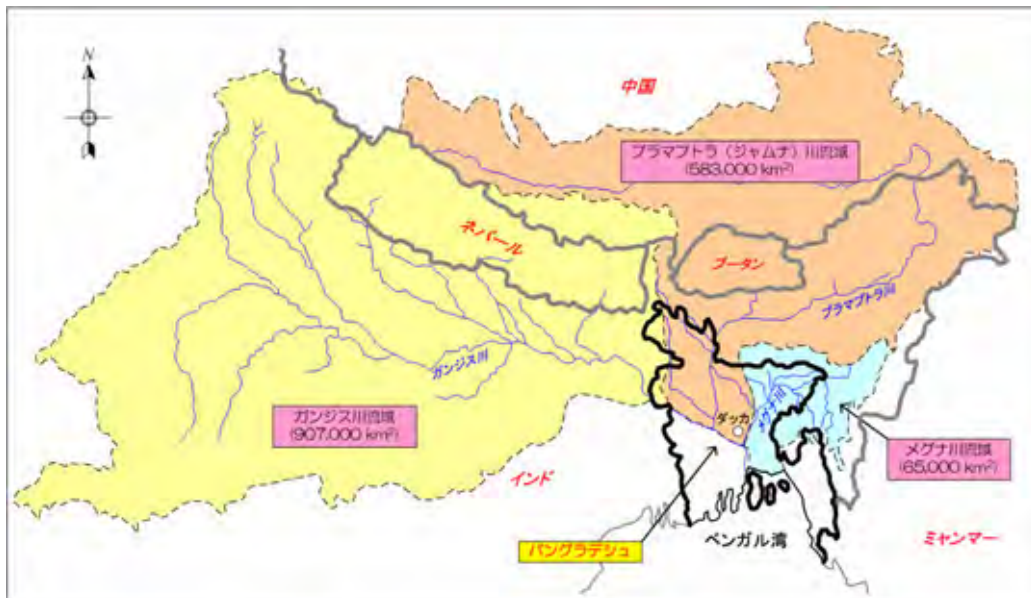 N
中国
ブラマプトラ（ジャムナ）川流域
(583,000 km²)
ネパール
ブータン
ブラマプトラ川
ガンジス川
メグナ川
ダッカ
ガンジス川流域
(907,000 km²)
メグナ川流域
(65,000 km²)
インド
バングラデシュ
ベンガル湾
ミャンマー